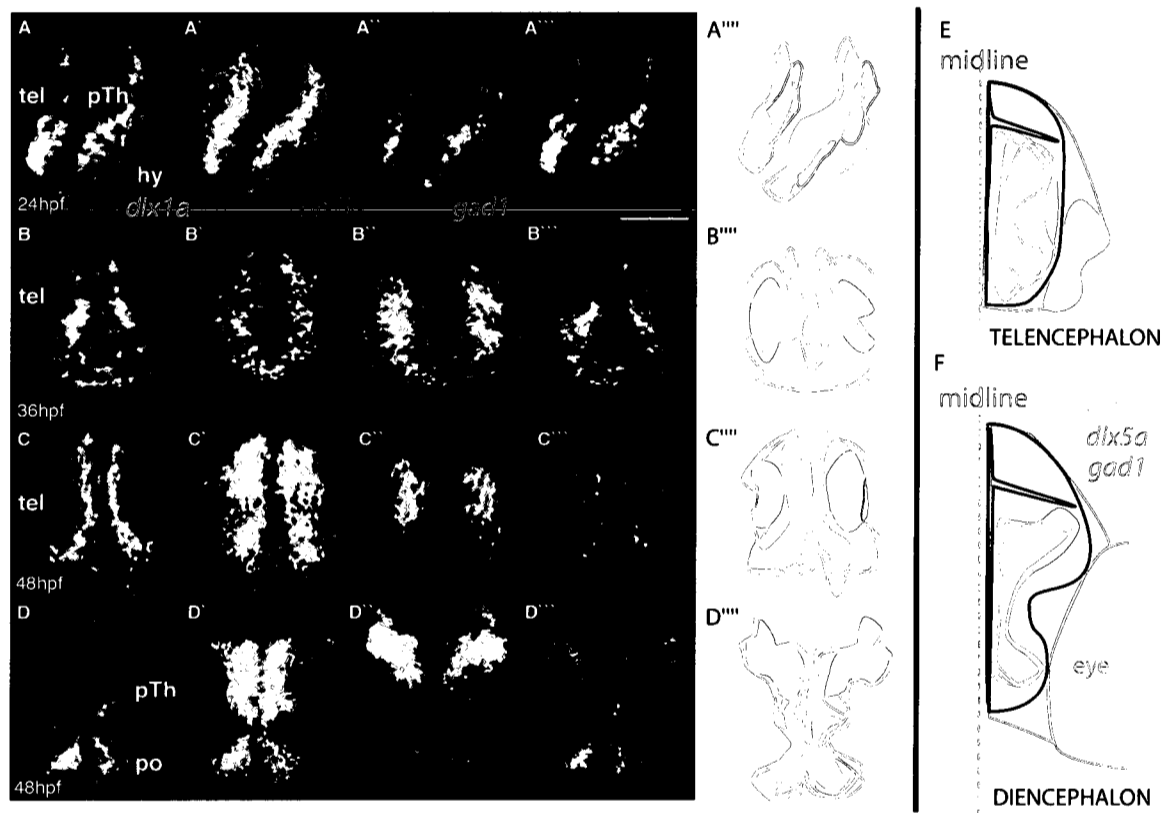 A A` A`` A```
tel pTh
hy
24hpf
dlx1a gad1
B B` B`` B```
tel
36hpf
C C` C`` C```
tel
48hpf
D D` D`` D```
pTh
po
48hpf
A````
B````
C````
D````
E
midline
TELENCEPHALON
F
midline
dlx5a
gad1
eye
DIENCEPHALON